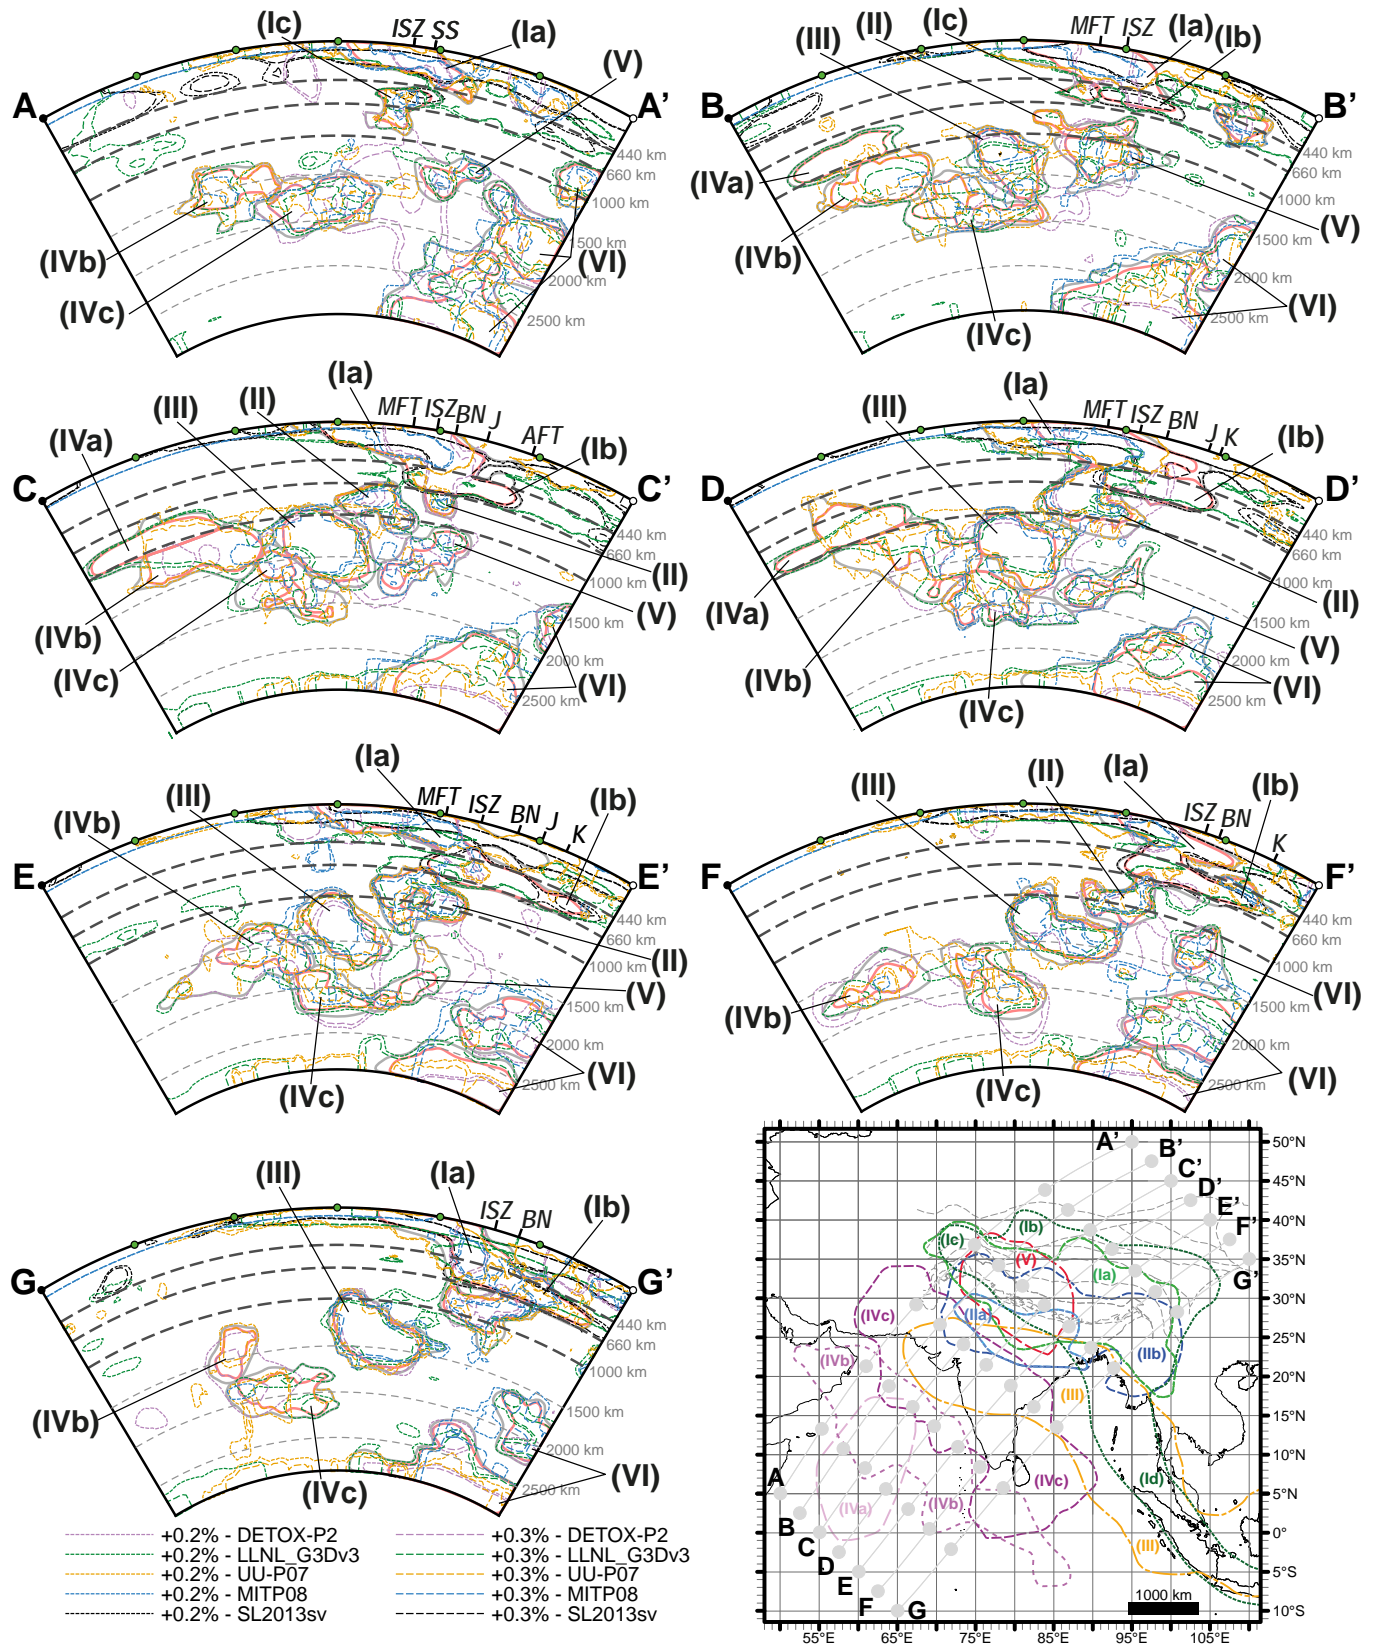 (Ic) ISZ SS (Ia) (V)
A A'
440 km
660 km
1000 km
1500 km
2000 km
2500 km
(IVb) (IVc) (VI)
(III) (II) (Ic) MFT ISZ (Ia) (Ib)
B B'
440 km
660 km
1000 km
1500 km
2000 km
2500 km
(IVa) (IVb) (IVc) (V) (VI)
(III) (II) (Ia) MFT ISZ BN J AFT (Ib)
(IVa)
C C'
440 km
660 km
1000 km
1500 km
2000 km
2500 km
(IVb) (IVc) (II) (V) (VI)
(III) (Ia) MFT ISZ BN J K (Ib)
D D'
440 km
660 km
1000 km
1500 km
2000 km
2500 km
(IVa) (IVb) (IVc) (II) (V) (VI)
(IVb) (III) (Ia) MFT ISZ BN J K (Ib)
E E'
440 km
660 km
1000 km
1500 km
2000 km
2500 km
(IVc) (II) (V) (VI)
(III) (II) (Ia) ISZ BN (Ib) K
F F'
440 km
660 km
1000 km
1500 km
2000 km
2500 km
(IVb) (IVc) (VI) (VI)
(III) (Ia) ISZ BN (Ib)
G G'
440 km
660 km
1000 km
1500 km
2000 km
2500 km
(IVb) (IVc) (VI)
+0.2% - DETOX-P2
+0.2% - LLNL_G3Dv3
+0.2% - UU-P07
+0.2% - MITP08
+0.2% - SL2013sv
+0.3% - DETOX-P2
+0.3% - LLNL_G3Dv3
+0.3% - UU-P07
+0.3% - MITP08
+0.3% - SL2013sv
A' B' C' D' E' F' G'
50°N
45°N
40°N
35°N
30°N
25°N
20°N
15°N
10°N
5°N
0°
5°S
10°S
(Ib) (Ic) (V) (Ia)
(IVc) (IIa) (IVb) (IIb)
(III)
(IVc) (Id)
(IVa) (IVb) (III)
A B C D E F G
1000 km
55°E 65°E 75°E 85°E 95°E 105°E